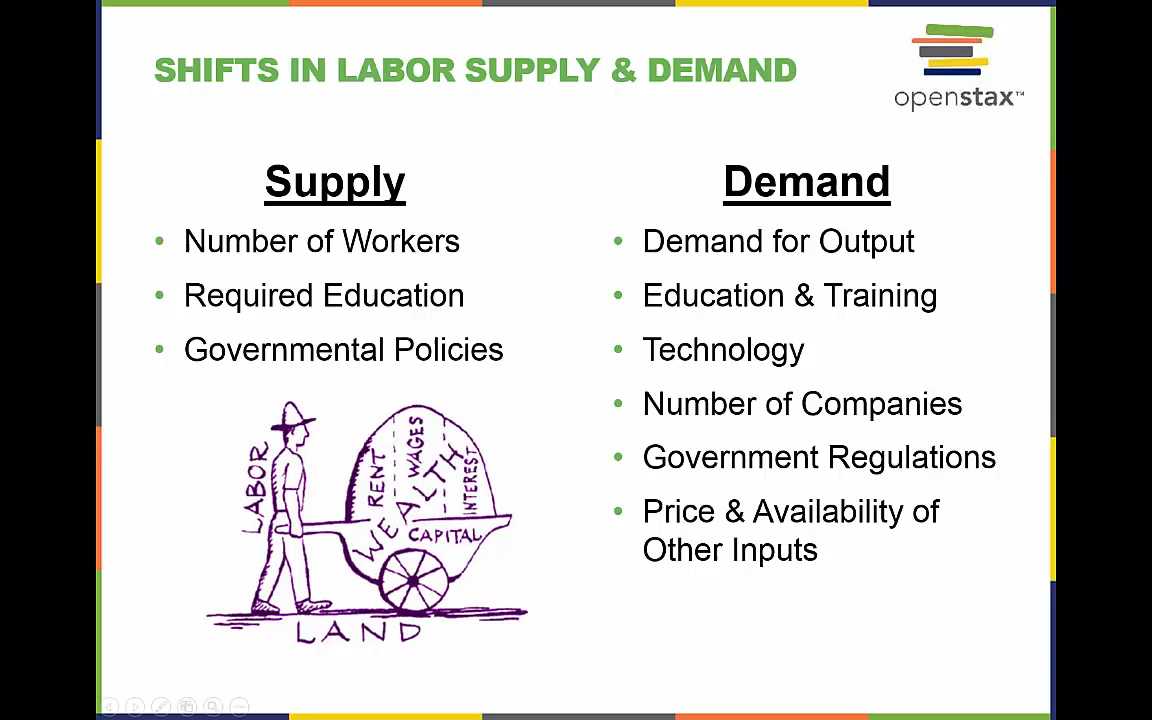 SHIFTS IN LABOR SUPPLY & DEMAND
openstax™
Supply
• Number of Workers
• Required Education
• Governmental Policies
LABOR
RENT
WAGES
INTEREST
WEALTH
CAPITAL
LAND
Demand
• Demand for Output
• Education & Training
• Technology
• Number of Companies
• Government Regulations
• Price & Availability of
Other Inputs